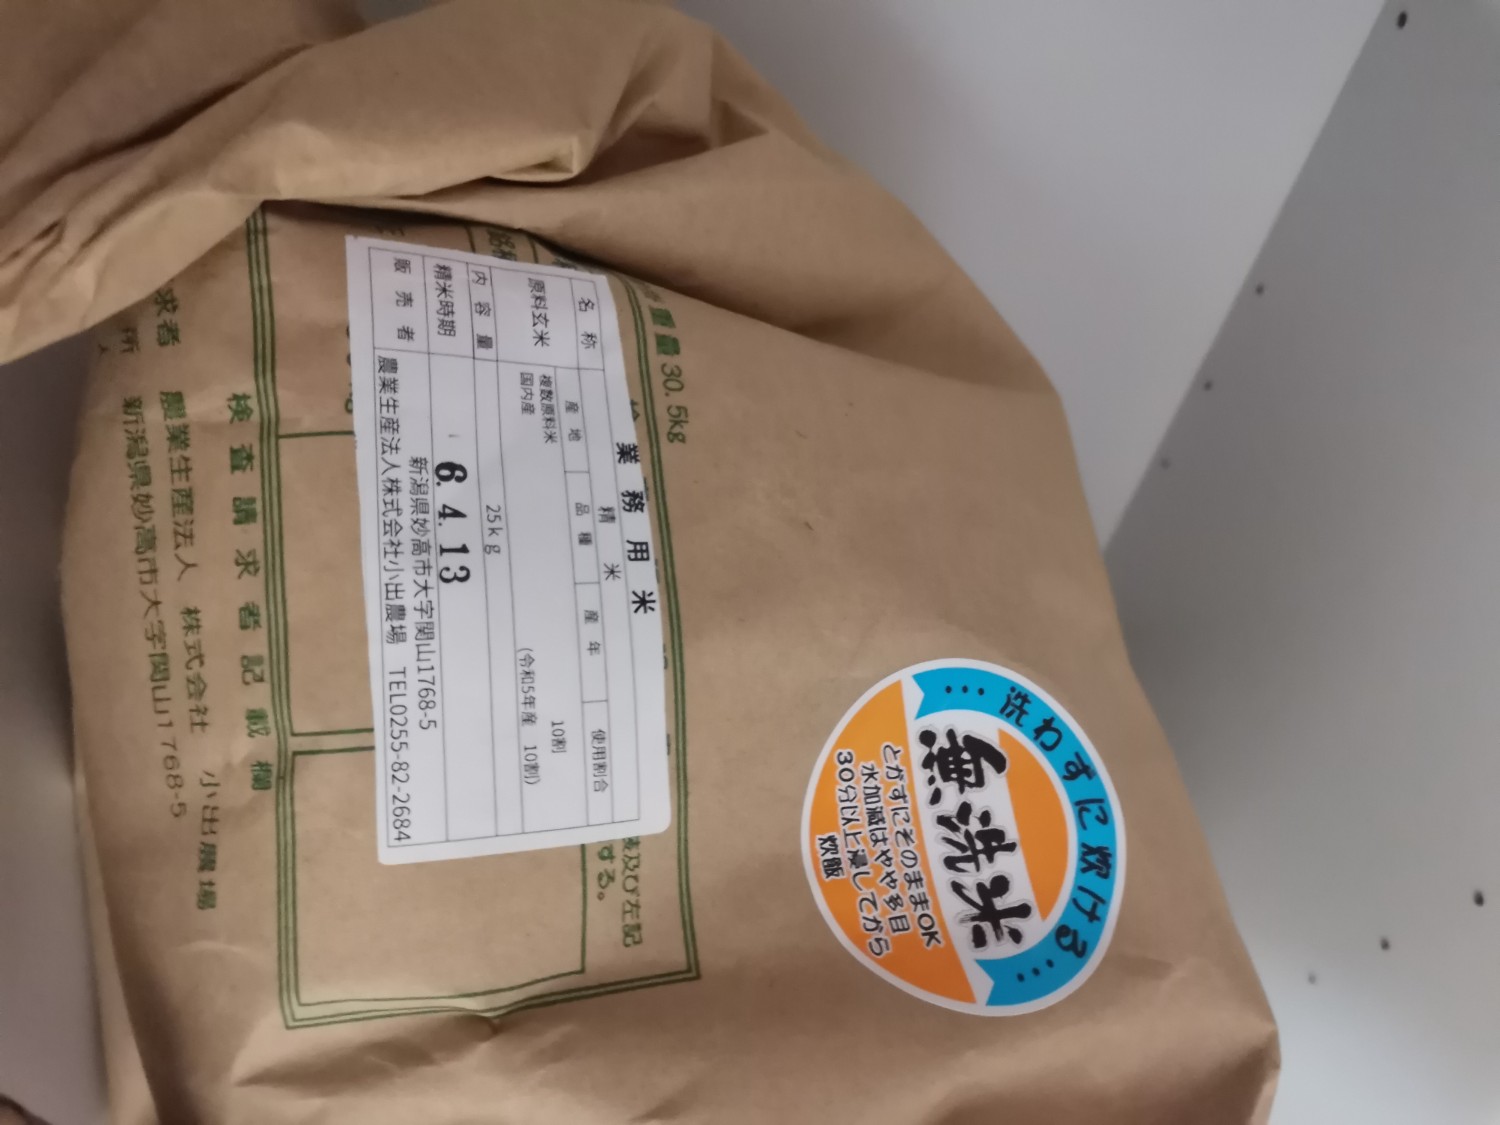 重量30.5kg
業務用米
名称 精米
原料玄米 産地 品種 産年 使用割合
複数原料米 10割
国内産 (令和5年産 10割)
内容量 25kg
精米時期 6.4.13
販売者 新潟県妙高市大字関山1768-5
農業生産法人株式会社小出農場 TEL0255-82-2684
及び左記
する。
検査請求者記載欄
求者 農業生産法人 株式会社 小出農場
所 新潟県妙高市大字関山1768-5
…洗わずに炊ける…
無洗米
とがずにそのままOK
水加減はやや多目
30分以上浸してから
炊飯